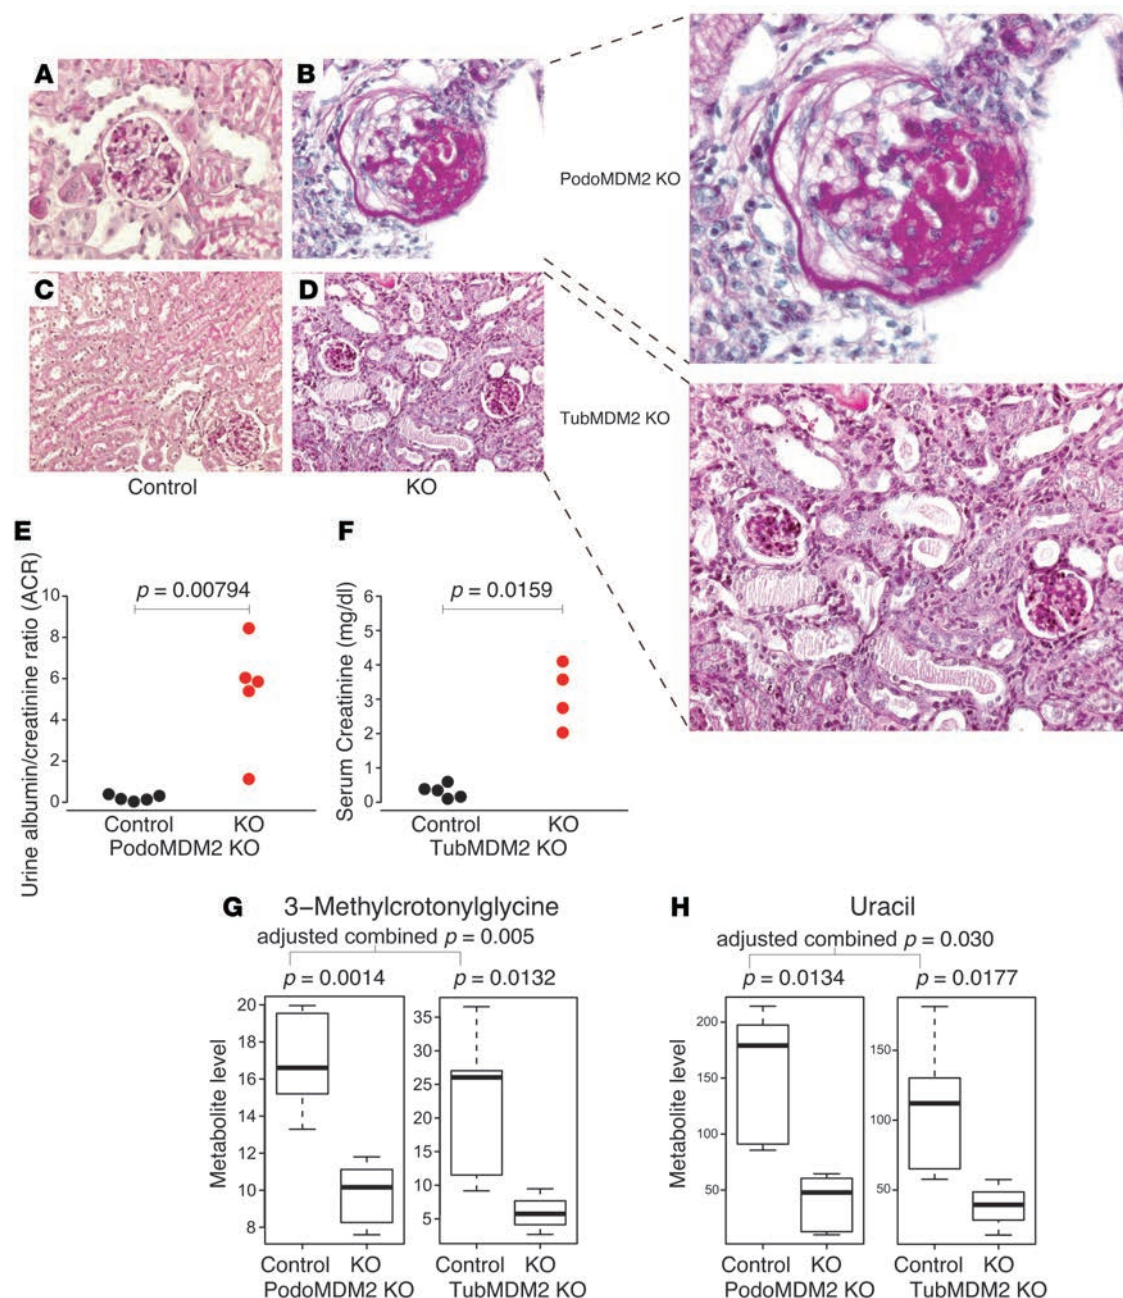 A
B
PodoMDM2 KO
C
D
TubMDM2 KO
Control
KO
E
Urine albumin/creatinine ratio (ACR)
10
8
6
4
2
0
p = 0.00794
Control
KO
PodoMDM2 KO
F
Serum Creatinine (mg/dl)
6
5
4
3
2
1
0
p = 0.0159
Control
KO
TubMDM2 KO
G
3–Methylcrotonylglycine
adjusted combined p = 0.005
p = 0.0014
p = 0.0132
Metabolite level
20
18
16
14
12
10
8
35
30
25
20
15
10
5
Control
KO
Control
KO
PodoMDM2 KO
TubMDM2 KO
H
Uracil
adjusted combined p = 0.030
p = 0.0134
p = 0.0177
Metabolite level
200
150
100
50
150
100
50
Control
KO
Control
KO
PodoMDM2 KO
TubMDM2 KO